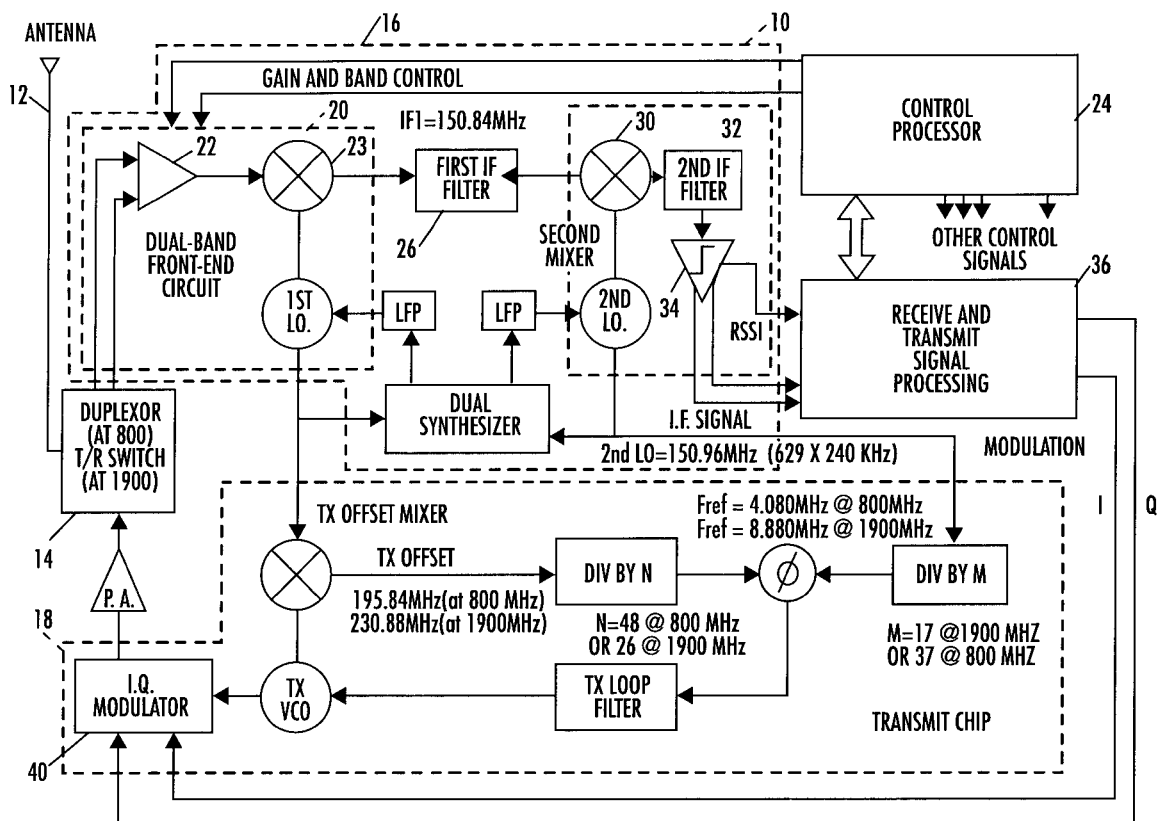 16
10
ANTENNA
12
GAIN AND BAND CONTROL
20
22
23
IF1=150.84MHz
30
32
CONTROL
PROCESSOR
24
FIRST IF
FILTER
26
2ND IF
FILTER
DUAL-BAND
FRONT-END
CIRCUIT
SECOND
MIXER
34
OTHER CONTROL
SIGNALS
36
1ST
LO.
LFP
LFP
2ND
LO.
RSSI
RECEIVE AND
TRANSMIT
SIGNAL
PROCESSING
DUPLEXOR
(AT 800)
T/R SWITCH
(AT 1900)
14
DUAL
SYNTHESIZER
I.F. SIGNAL
2nd LO=150.96MHz (629 X 240 KHz)
MODULATION
I
Q
TX OFFSET MIXER
Fref = 4.080MHz @ 800MHz
Fref = 8.880MHz @ 1900MHz
TX OFFSET
195.84MHz(at 800 MHz)
230.88MHz(at 1900MHz)
DIV BY N
Ø
DIV BY M
N=48 @ 800 MHz
OR 26 @ 1900 MHz
M=17 @1900 MHZ
OR 37 @ 800 MHZ
P.A.
18
I.Q.
MODULATOR
40
TX
VCO
TX LOOP
FILTER
TRANSMIT CHIP